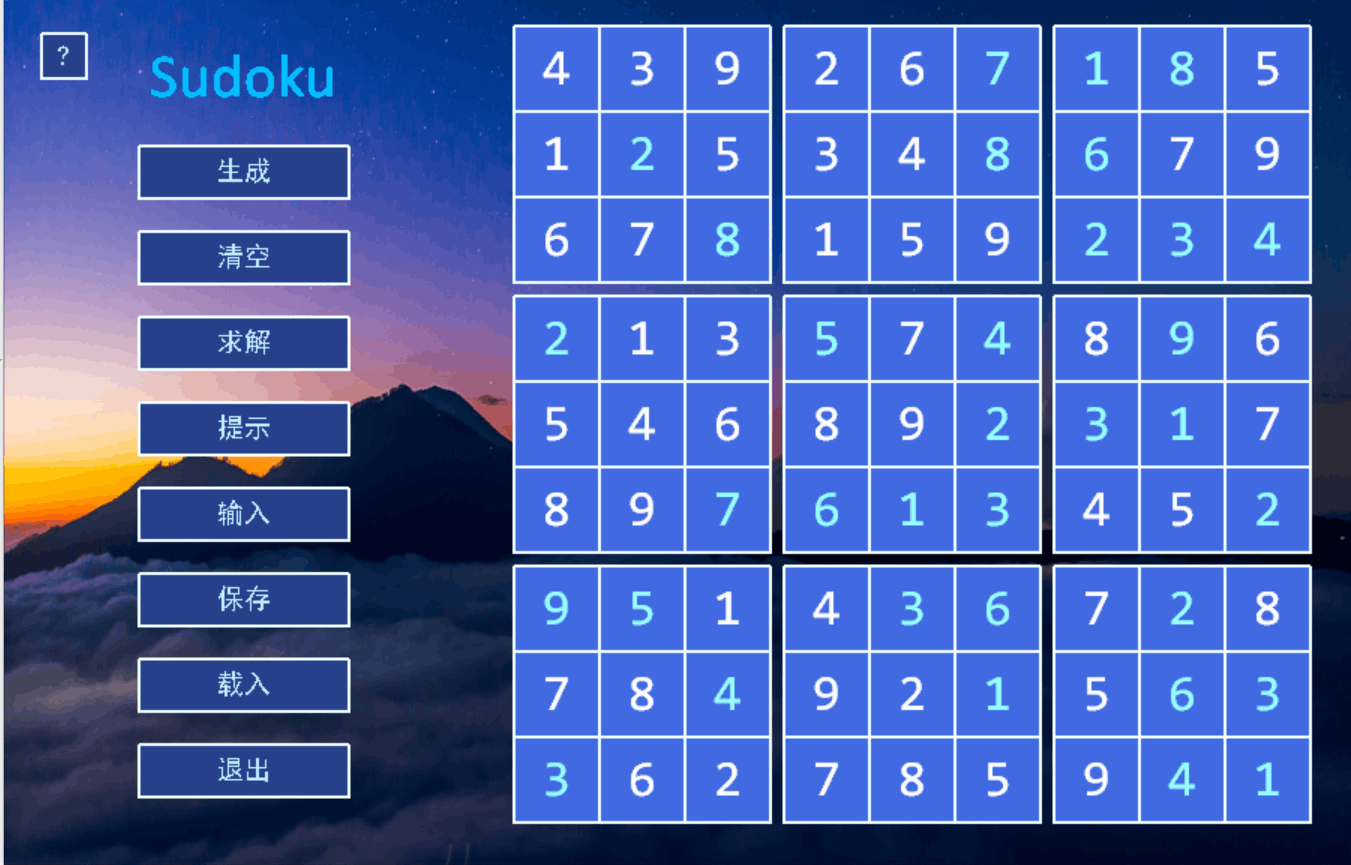 ?
Sudoku
生成
清空
求解
提示
输入
保存
载入
退出
4 3 9 2 6 7 1 8 5
1 2 5 3 4 8 6 7 9
6 7 8 1 5 9 2 3 4
2 1 3 5 7 4 8 9 6
5 4 6 8 9 2 3 1 7
8 9 7 6 1 3 4 5 2
9 5 1 4 3 6 7 2 8
7 8 4 9 2 1 5 6 3
3 6 2 7 8 5 9 4 1